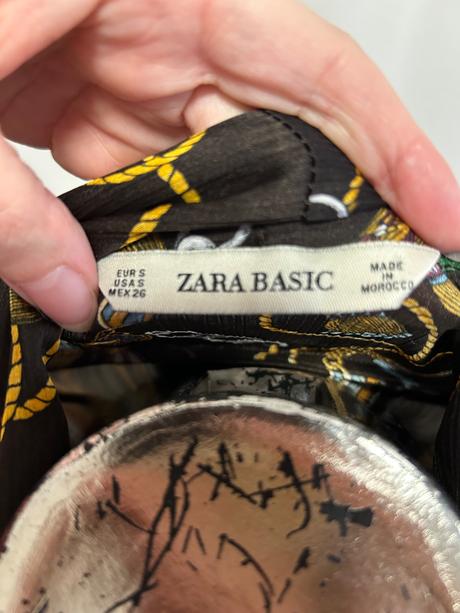 EUR S
USA S
MEX 26
ZARA BASIC
MADE
IN
MOROCCO